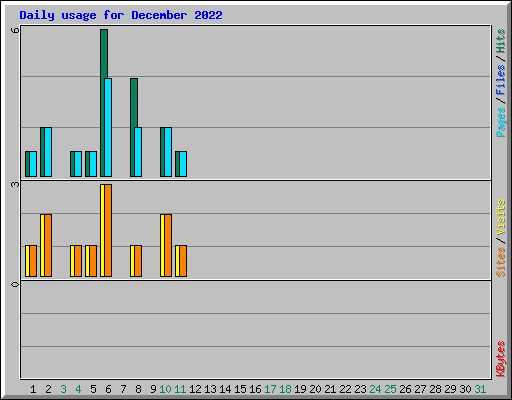 Daily usage for December 2022
6
Pages / Files / Hits
3
Sites / Visits
0
KBytes
1 2 3 4 5 6 7 8 9 10 11 12 13 14 15 16 17 18 19 20 21 22 23 24 25 26 27 28 29 30 31